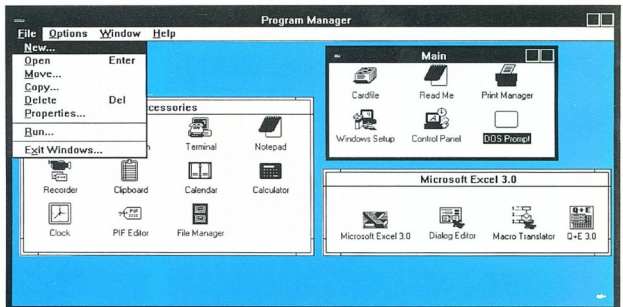 Program Manager
File Options Window Help
New...
Open Enter
Move...
Copy...
Delete Del
Properties...
Run...
Exit Windows...
cessories
Terminal Notepad
Recorder Clipboard Calendar Calculator
Clock PIF Editor File Manager
Main
Cardfile Read Me Print Manager
Windows Setup Control Panel DOS Prompt
Microsoft Excel 3.0
Microsoft Excel 3.0 Dialog Editor Macro Translator Q+E 3.0